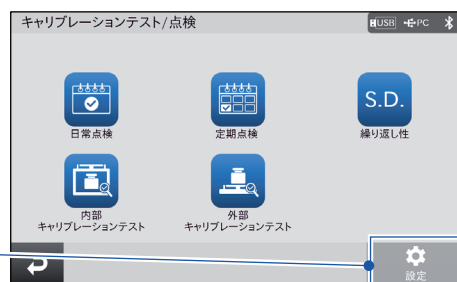 キャリブレーションテスト/点検
USB PC
S.D.
日常点検
定期点検
繰り返し性
内部
キャリブレーションテスト
外部
キャリブレーションテスト
設定